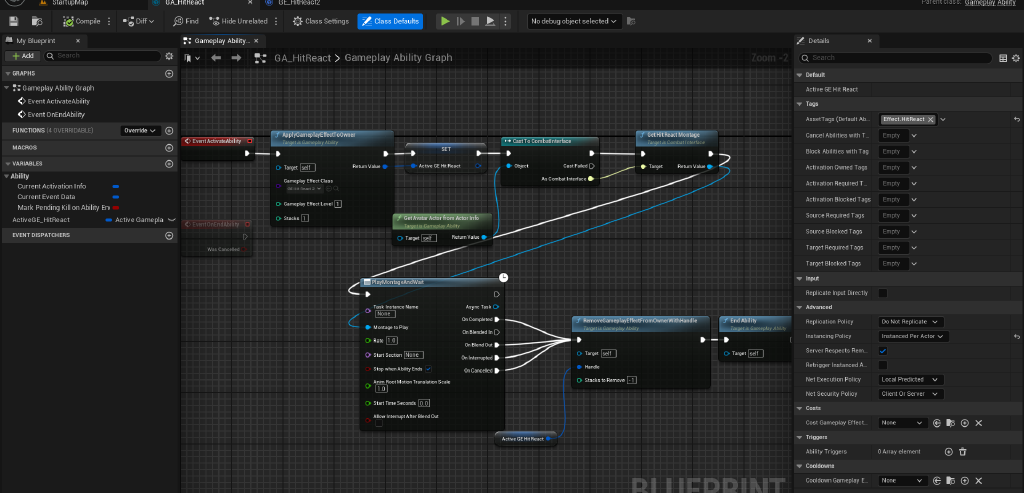 StartupMap
GA_HitReact
GE_HitReact2
Parent class: Gameplay Ability
Compile
Diff
Find
Hide Unrelated
Class Settings
Class Defaults
No debug object selected
My Blueprint
Gameplay Ability...
Details
+ Add
Search
GA_HitReact > Gameplay Ability Graph
Zoom -2
Search
GRAPHS
Gameplay Ability Graph
Event ActivateAbility
Event OnEndAbility
FUNCTIONS (4 OVERRIDABLE)
Override
MACROS
VARIABLES
Ability
Current Activation Info
Current Event Data
Mark Pending Kill on Ability En
ActiveGE_HitReact
Active Gamepla
EVENT DISPATCHERS
Event ActivateAbility
Event OnEndAbility
Was Cancelled
ApplyGameplayEffectToOwner
Target is Gameplay Ability
Target self
Return Value
Gameplay Effect Class
Gameplay Effect Level 1
Stacks 1
SET
Active GE Hit React
Cast To CombatInterface
Object
Cast Failed
As Combat Interface
Get Hit React Montage
Target is Combat Interface
Target
Return Value
Get Avatar Actor from Actor Info
Target is Gameplay Ability
Target self
Return Value
PlayMontageAndWait
Task Instance Name
None
Async Task
On Completed
Montage to Play
On Blended In
Rate 1.0
On Blend Out
Start Section None
On Interrupted
Stop when Ability Ends
On Cancelled
Anim Root Motion Translation Scale
1.0
Start Time Seconds 0.0
Allow Interrupt After Blend Out
RemoveGameplayEffectFromOwnerWithHandle
Target is Gameplay Ability
Target self
Handle
Stacks to Remove -1
End Ability
Target is Gameplay Ability
Target self
Active GE Hit React
BLUEPRINT
Default
Active GE Hit React
Tags
AssetTags (Default Ab
Effect.HitReact
Cancel Abilities with T
Empty
Block Abilities with Tag
Empty
Activation Owned Tags
Empty
Activation Required T
Empty
Activation Blocked Tags
Empty
Source Required Tags
Empty
Source Blocked Tags
Empty
Target Required Tags
Empty
Target Blocked Tags
Empty
Input
Replicate Input Directly
Advanced
Replication Policy
Do Not Replicate
Instancing Policy
Instanced Per Actor
Server Respects Rem
Retrigger Instanced A
Net Execution Policy
Local Predicted
Net Security Policy
Client Or Server
Costs
Cost Gameplay Effect
None
Triggers
Ability Triggers
0 Array element
Cooldowns
Cooldown Gameplay E
None